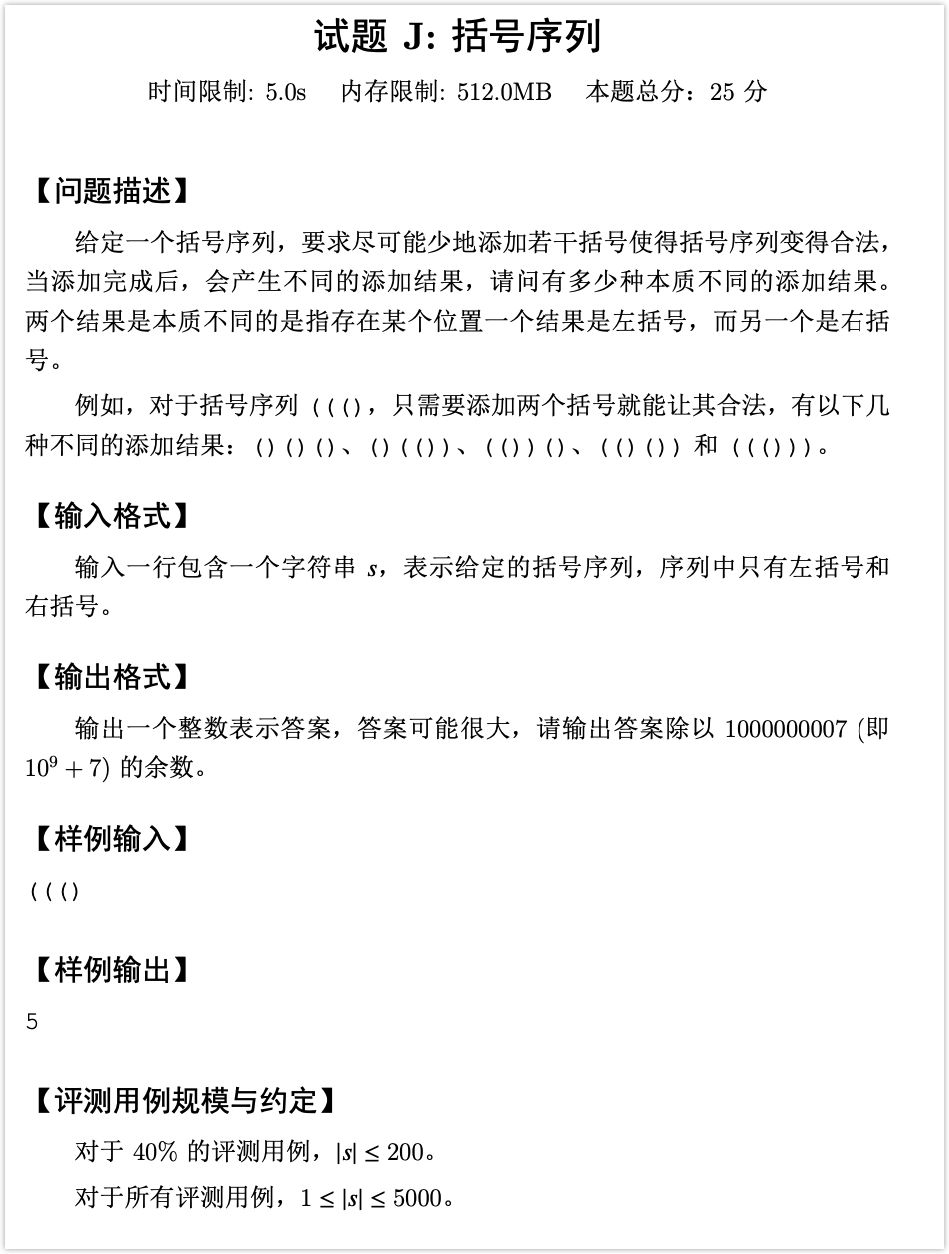 试题 J: 括号序列
时间限制: 5.0s 内存限制: 512.0MB 本题总分：25 分
【问题描述】
给定一个括号序列，要求尽可能少地添加若干括号使得括号序列变得合法，
当添加完成后，会产生不同的添加结果，请问有多少种本质不同的添加结果。
两个结果是本质不同的是指存在某个位置一个结果是左括号，而另一个是右括
号。
例如，对于括号序列 ((()，只需要添加两个括号就能让其合法，有以下几
种不同的添加结果：()()()、()(())、(())()、(()()) 和 ((()))。
【输入格式】
输入一行包含一个字符串 s，表示给定的括号序列，序列中只有左括号和
右括号。
【输出格式】
输出一个整数表示答案，答案可能很大，请输出答案除以 1000000007 (即
10⁹ + 7) 的余数。
【样例输入】
((()
【样例输出】
5
【评测用例规模与约定】
对于 40% 的评测用例，|s| ≤ 200。
对于所有评测用例，1 ≤ |s| ≤ 5000。